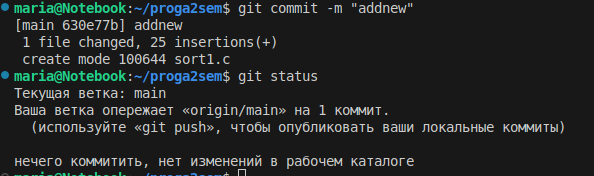 maria@Notebook:~/proga2sem$ git commit -m "addnew"
[main 630e77b] addnew
 1 file changed, 25 insertions(+)
 create mode 100644 sort1.c
maria@Notebook:~/proga2sem$ git status
Текущая ветка: main
Ваша ветка опережает «origin/main» на 1 коммит.
  (используйте «git push», чтобы опубликовать ваши локальные коммиты)

нечего коммитить, нет изменений в рабочем каталоге
maria@Notebook:~/proga2sem$